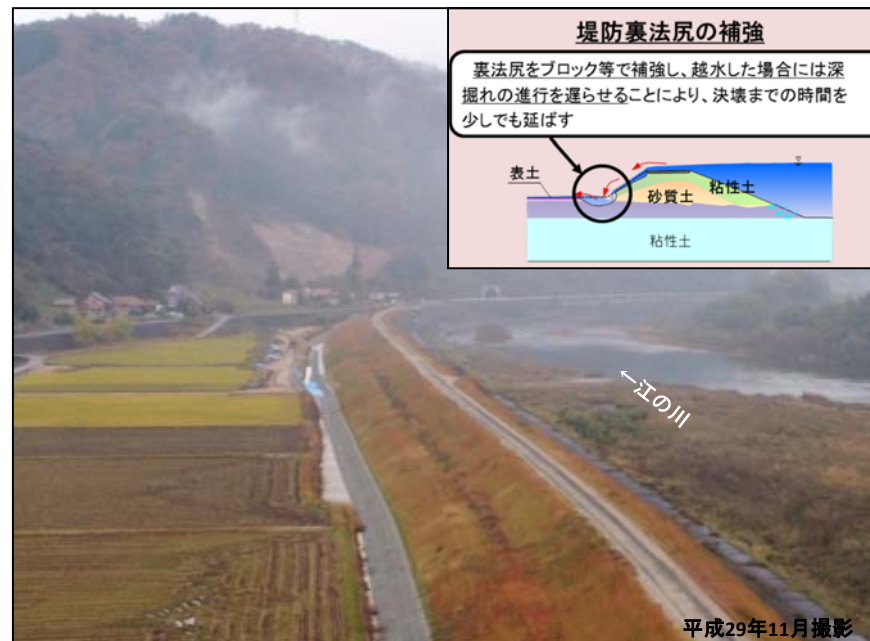 堤防裏法尻の補強
裏法尻をブロック等で補強し、越水した場合には深
掘れの進行を遅らせることにより、決壊までの時間を
少しでも延ばす
表土
砂質土
粘性土
粘性土
←江の川
平成29年11月撮影